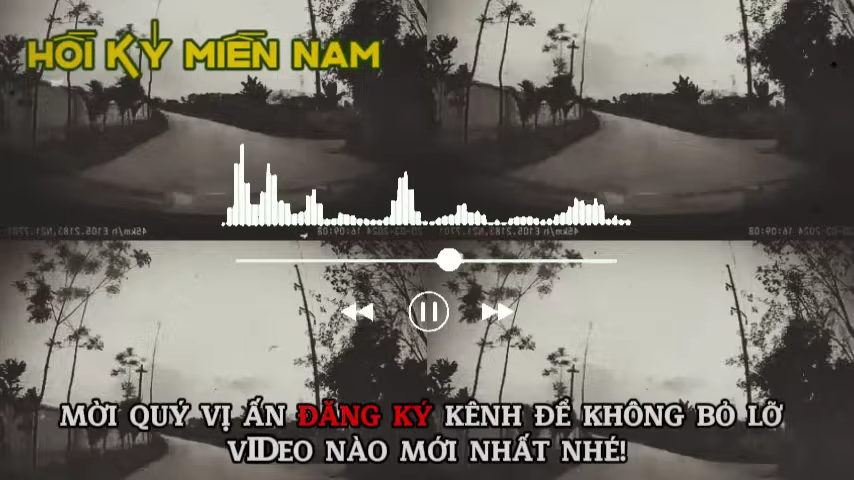 HỒI KÝ MIỀN NAM
MỜI QUÝ VỊ ẤN ĐĂNG KÝ KÊNH ĐỂ KHÔNG BỎ LỠ
VIDEO NÀO MỚI NHẤT NHÉ!